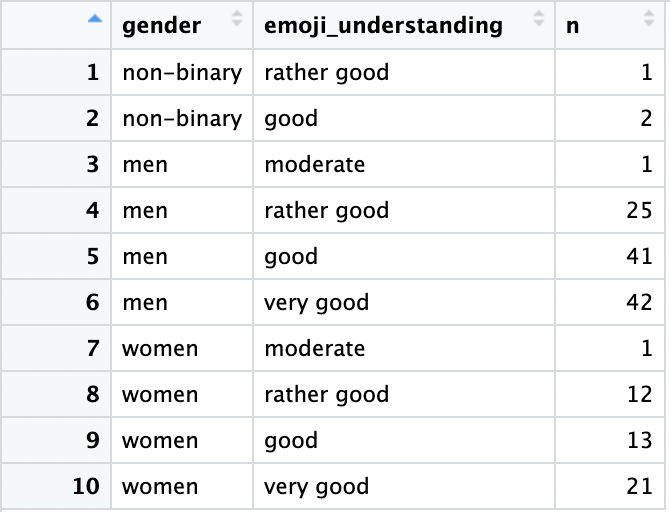 gender emoji_understanding n
1 non-binary rather good 1
2 non-binary good 2
3 men moderate 1
4 men rather good 25
5 men good 41
6 men very good 42
7 women moderate 1
8 women rather good 12
9 women good 13
10 women very good 21